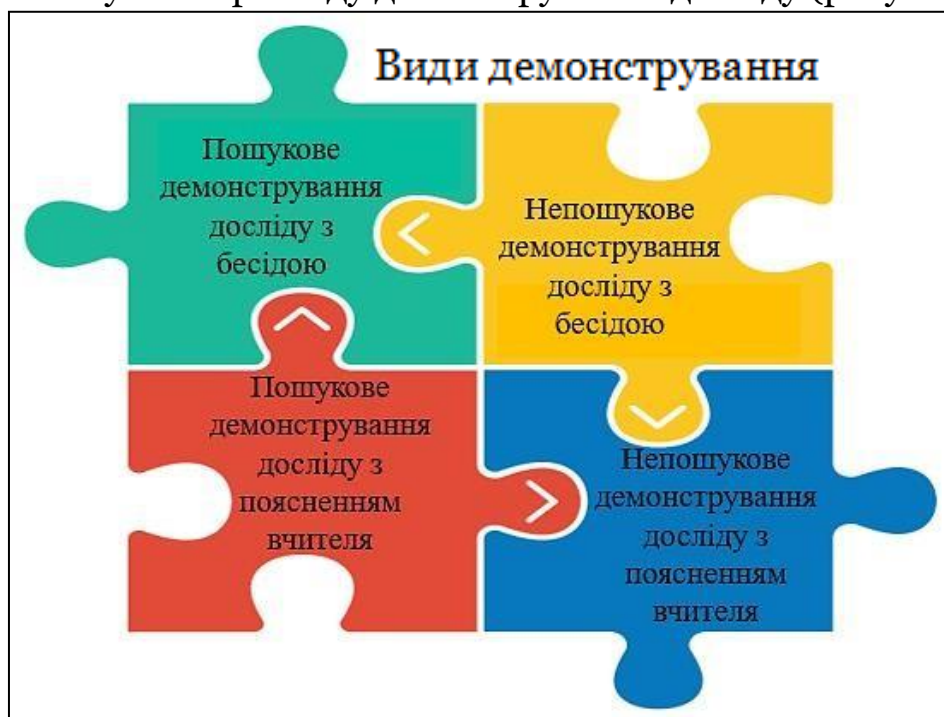 Види демонстрування
Пошукове
демонстрування
досліду з
бесідою
Непошукове
демонстрування
досліду з
бесідою
Пошукове
демонстрування
досліду з
поясненням
вчителя
Непошукове
демонстрування
досліду з
поясненням
вчителя